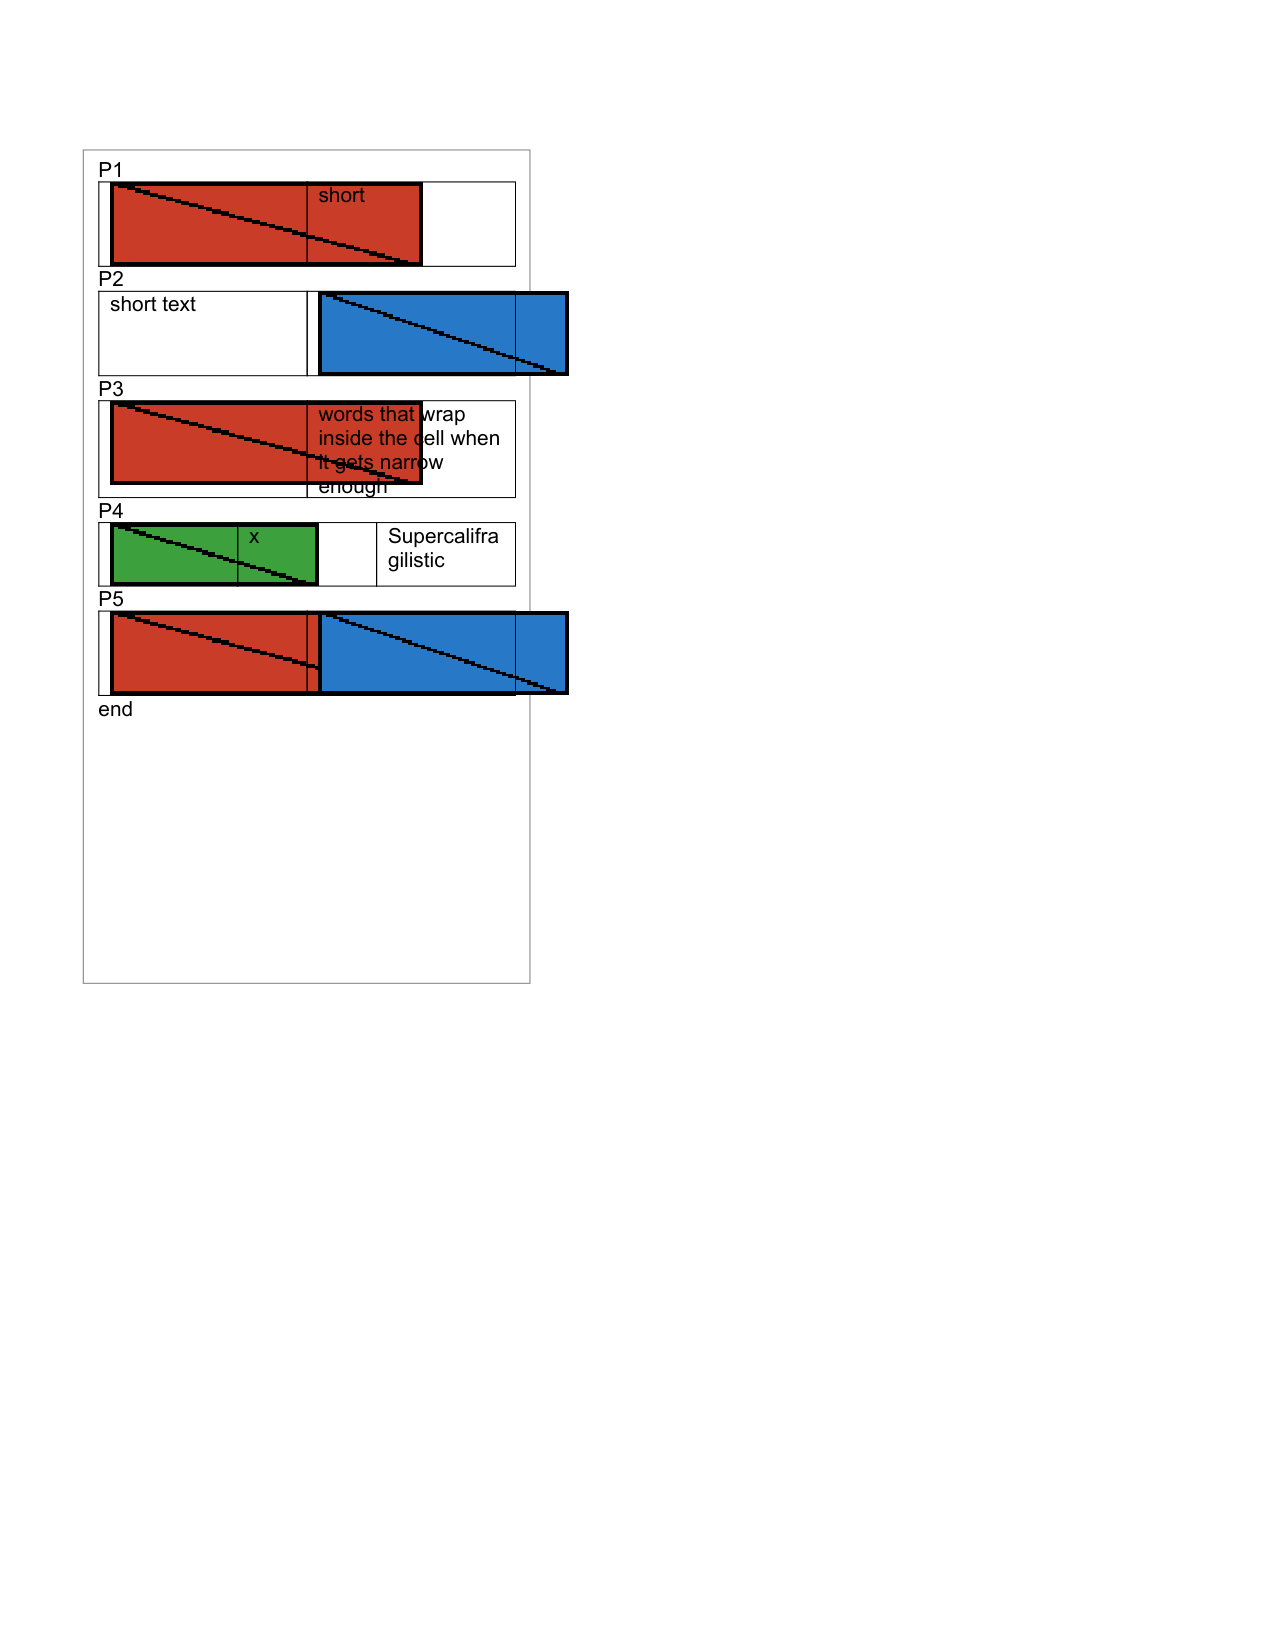 P1
short
P2
short text
P3
words that wrap
inside the cell when
it gets narrow
enough
P4
x
Supercalifra
gilistic
P5
end